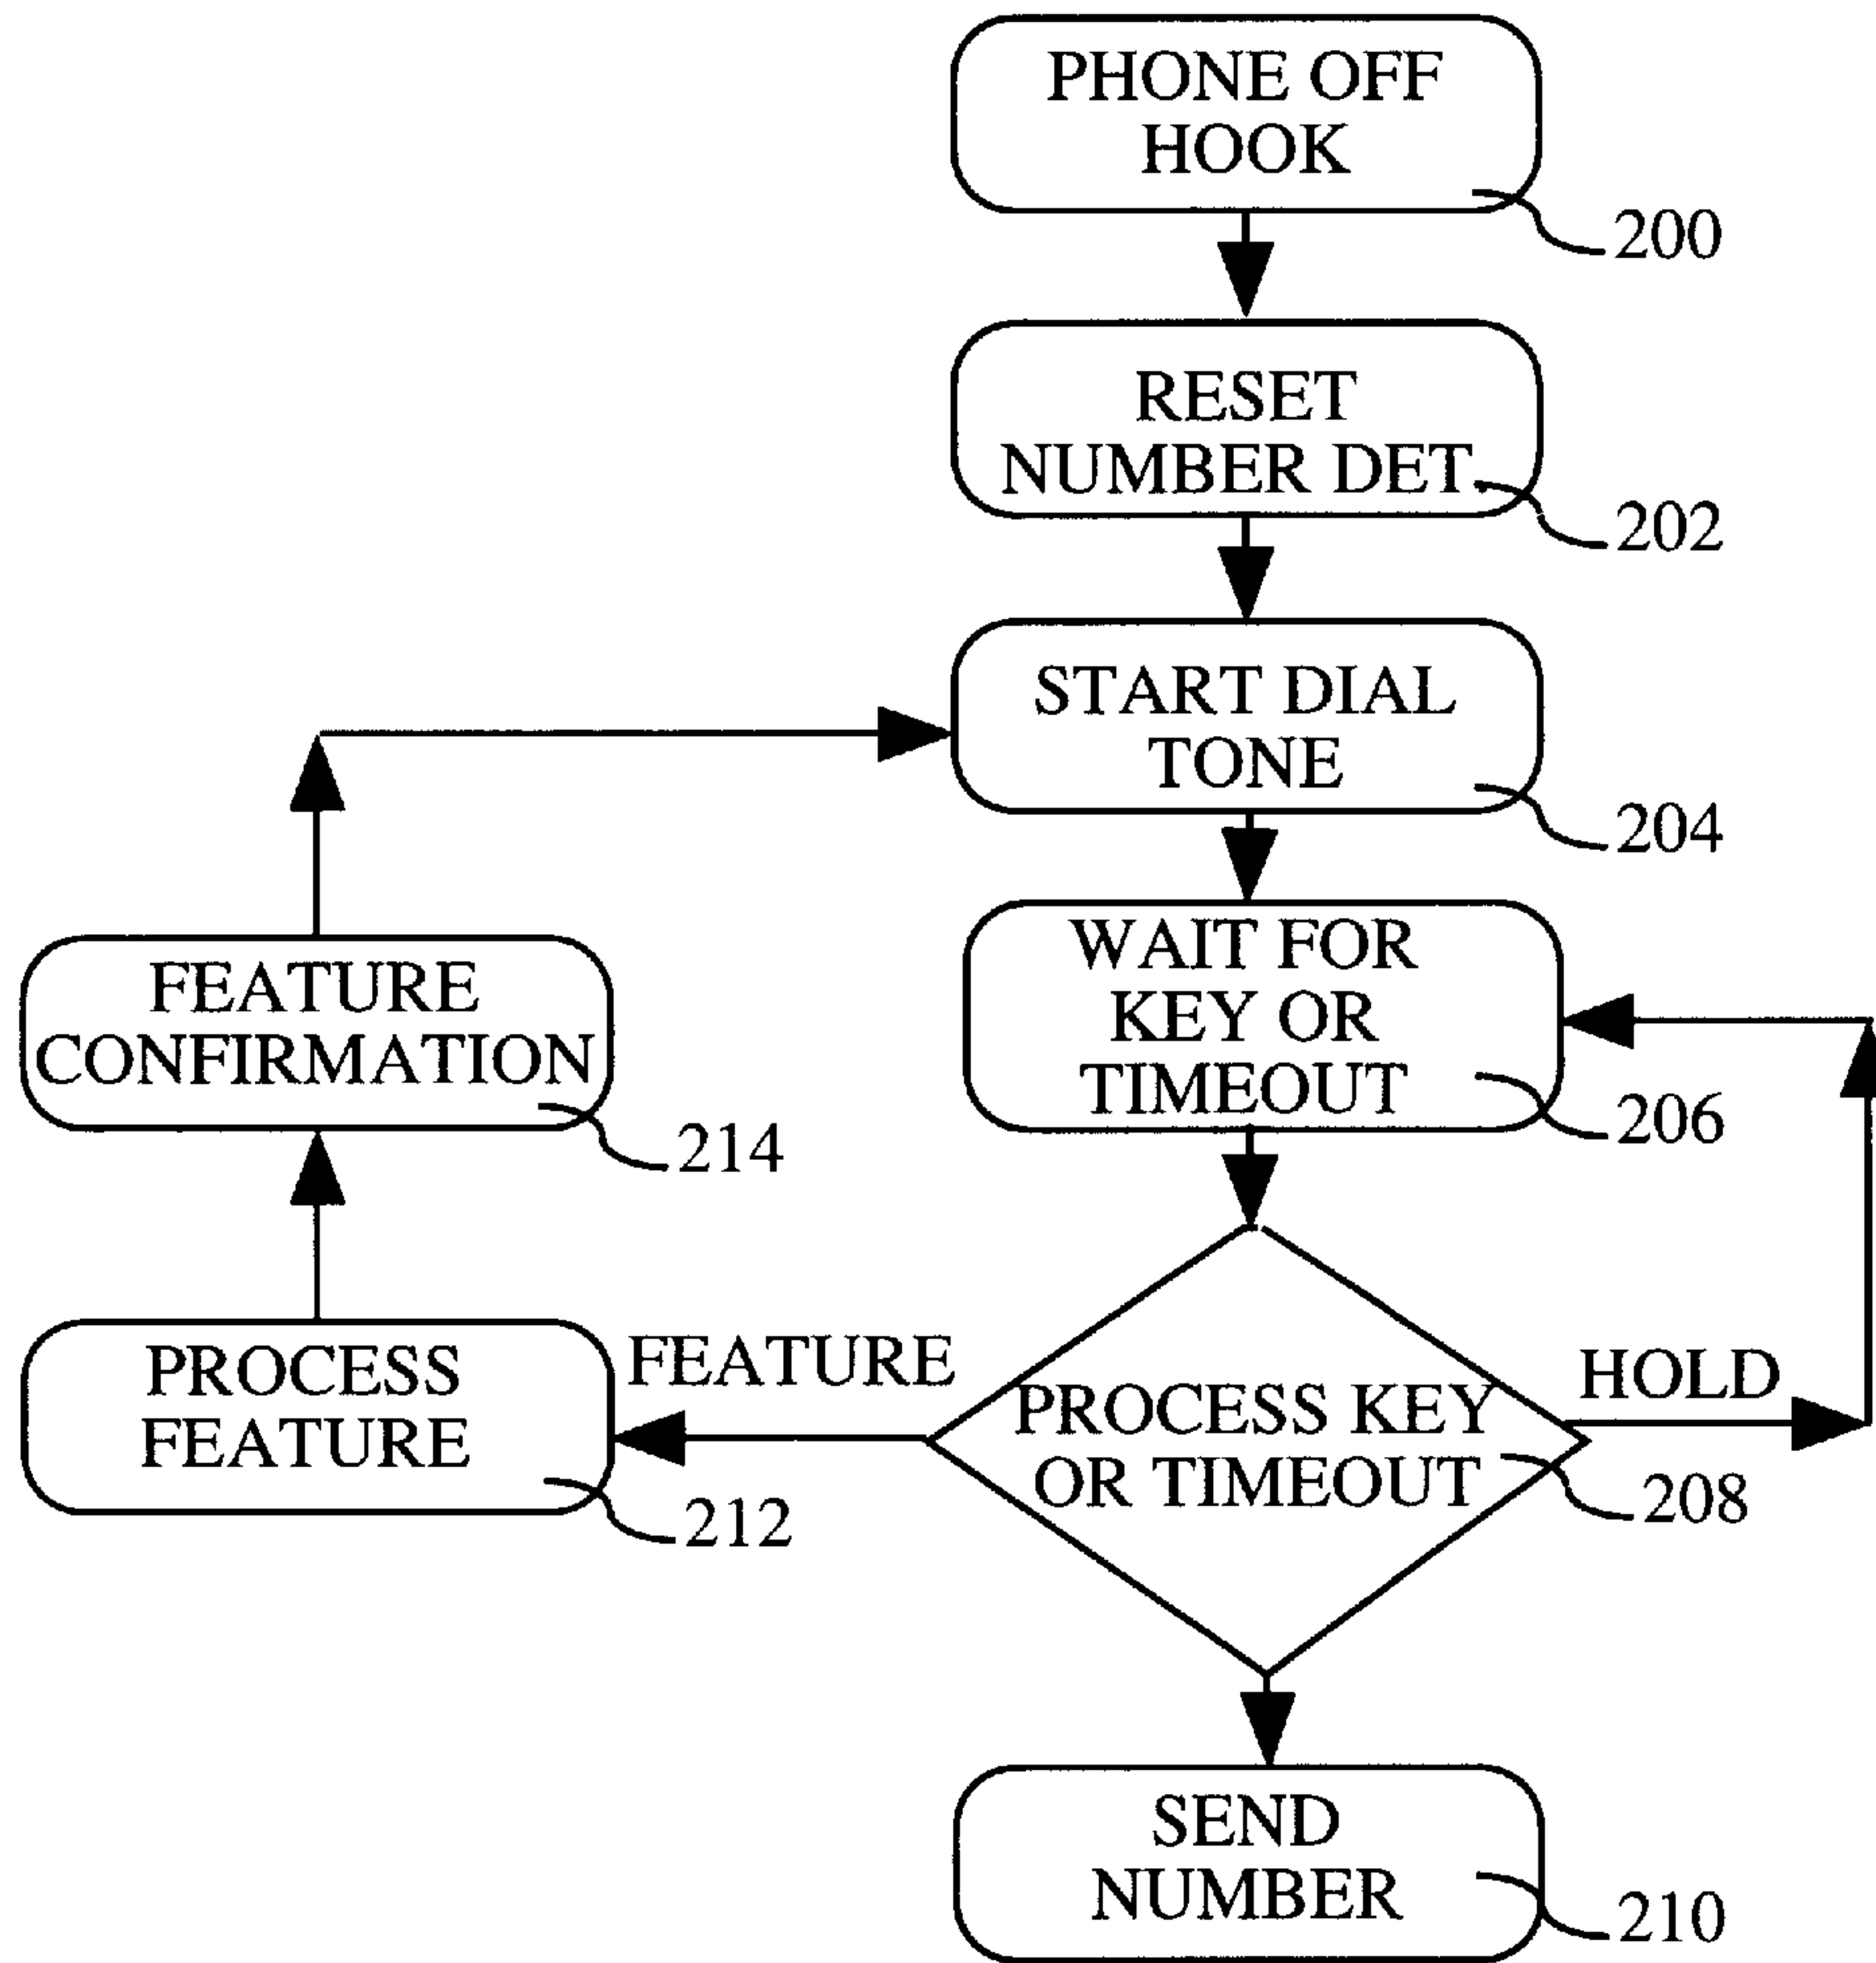 PHONE OFF
HOOK
200
RESET
NUMBER DET
202
START DIAL
TONE
204
WAIT FOR
KEY OR
TIMEOUT
206
FEATURE
CONFIRMATION
214
PROCESS
FEATURE
212
FEATURE
PROCESS KEY
OR TIMEOUT
208
HOLD
SEND
NUMBER
210